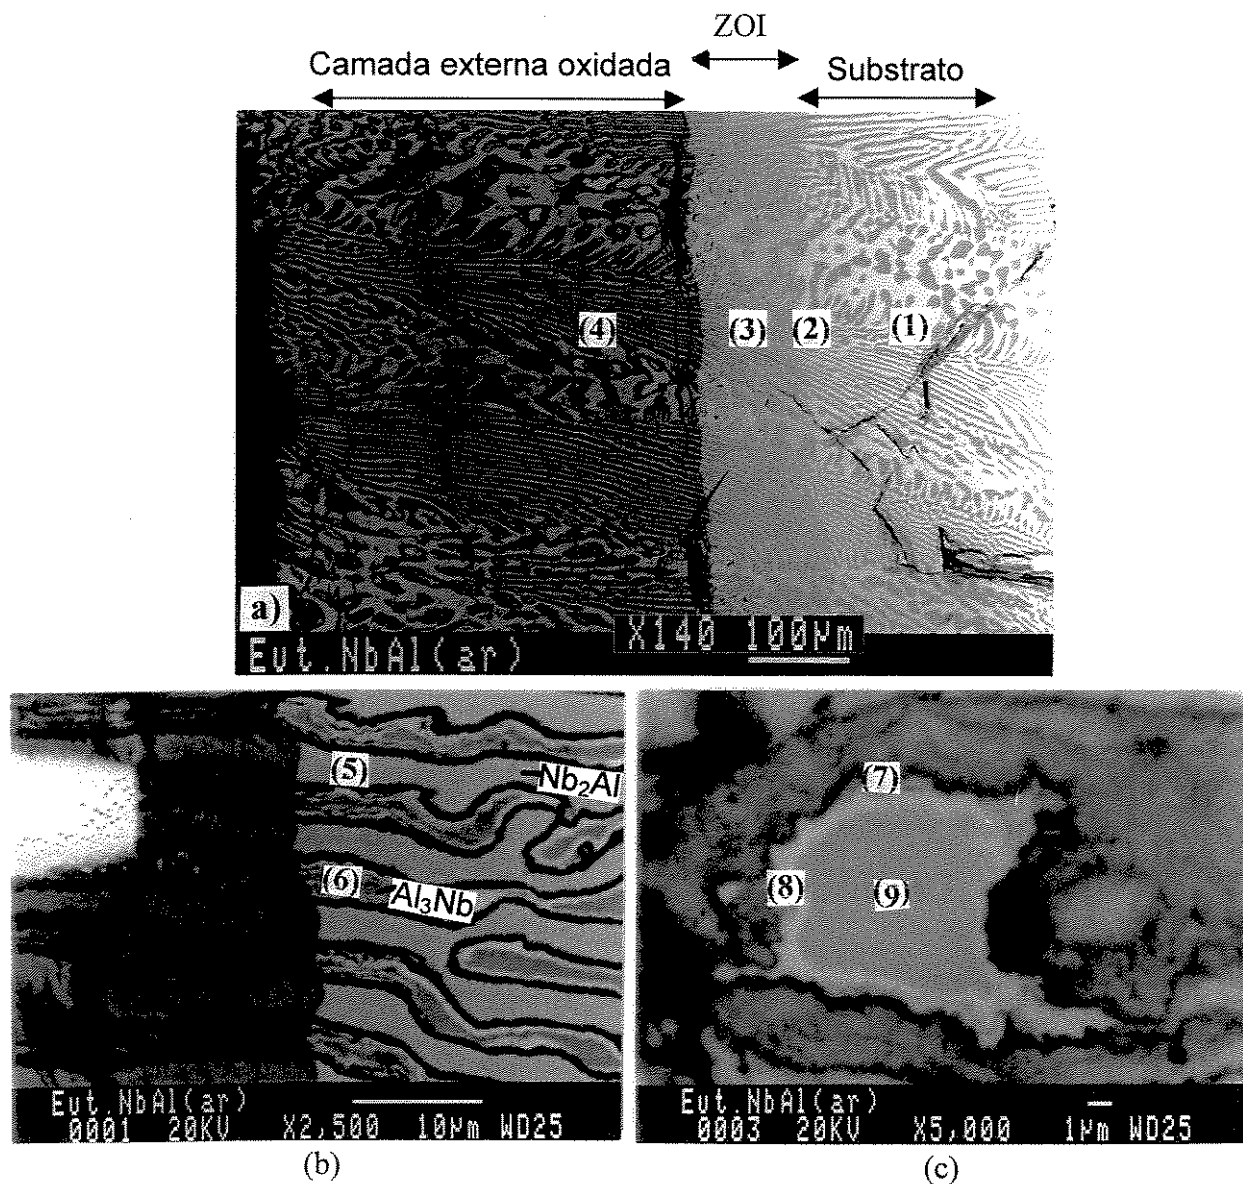 ZOI
Camada externa oxidada
Substrato
(4)
(3)
(2)
(1)
a)
X140 100µm
Eut.NbAl(ar)
(5)
Nb₂Al
(6)
Al₃Nb
Eut.NbAl(ar)
0001 20KV X2,500 10µm WD25
(b)
(7)
(8)
(9)
Eut.NbAl(ar)
0003 20KV X5,000 1µm WD25
(c)